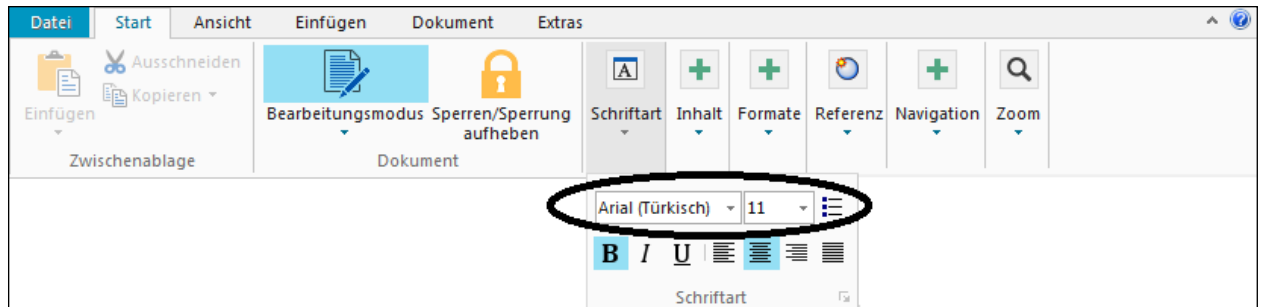 Datei Start Ansicht Einfügen Dokument Extras
Ausschneiden
Kopieren
Einfügen Bearbeitungsmodus Sperren/Sperrung Schriftart Inhalt Formate Referenz Navigation Zoom
aufheben
Zwischenablage Dokument
Arial (Türkisch) 11
B I U
Schriftart